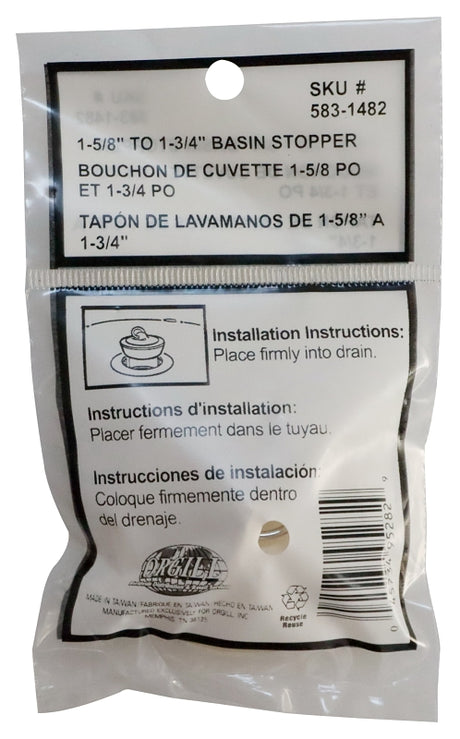 SKU #
583-1482
1-5/8" TO 1-3/4" BASIN STOPPER
BOUCHON DE CUVETTE 1-5/8 PO
ET 1-3/4 PO
TAPÓN DE LAVAMANOS DE 1-5/8" A
1-3/4"
Installation Instructions:
Place firmly into drain.
Instructions d'installation:
Placer fermement dans le tuyau.
Instrucciones de instalación:
Coloque firmemente dentro
del drenaje.
ORGILL
MADE IN TAIWAN FABRIQUÉ EN TAIWAN HECHO EN TAIWAN
MANUFACTURED EXCLUSIVELY FOR ORGILL INC.
MEMPHIS, TN 38125
Recycle
Reuse
9